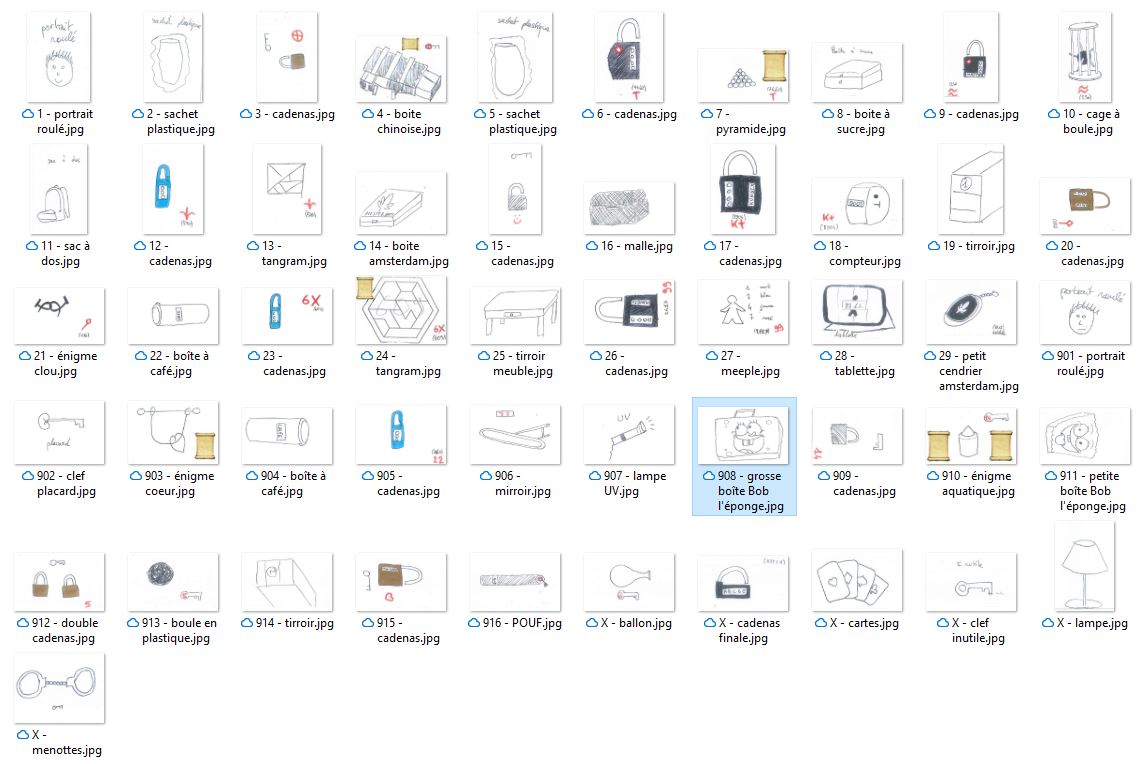 portrait
roulé
sachet plastique
sachet plastique
Boîte à sucre
1 - portrait
roulé.jpg
2 - sachet
plastique.jpg
3 - cadenas.jpg
4 - boite
chinoise.jpg
5 - sachet
plastique.jpg
6 - cadenas.jpg
7 -
pyramide.jpg
8 - boite à
sucre.jpg
9 - cadenas.jpg
10 - cage à
boule.jpg
sac à dos
11 - sac à
dos.jpg
12 -
cadenas.jpg
13 -
tangram.jpg
14 - boite
amsterdam.jpg
15 -
cadenas.jpg
16 - malle.jpg
K+
17 -
cadenas.jpg
K+
18 -
compteur.jpg
19 - tirroir.jpg
20 -
cadenas.jpg
21 - énigme
clou.jpg
22 - boîte à
café.jpg
6X
23 -
cadenas.jpg
6X
24 -
tangram.jpg
25 - tirroir
meuble.jpg
99
26 -
cadenas.jpg
99
27 -
meeple.jpg
tablette
28 -
tablette.jpg
29 - petit
cendrier
amsterdam.jpg
portrait roulé
901 - portrait
roulé.jpg
placard
902 - clef
placard.jpg
903 - énigme
coeur.jpg
904 - boîte à
café.jpg
22
905 -
cadenas.jpg
906 -
mirroir.jpg
UV
907 - lampe
UV.jpg
908 - grosse
boîte Bob
l'éponge.jpg
909 -
cadenas.jpg
910 - énigme
aquatique.jpg
911 - petite
boîte Bob
l'éponge.jpg
5
912 - double
cadenas.jpg
913 - boule en
plastique.jpg
914 - tirroir.jpg
B
915 -
cadenas.jpg
916 - POUF.jpg
X - ballon.jpg
X - cadenas
finale.jpg
X - cartes.jpg
inutile
X - clef
inutile.jpg
X - lampe.jpg
X -
menottes.jpg